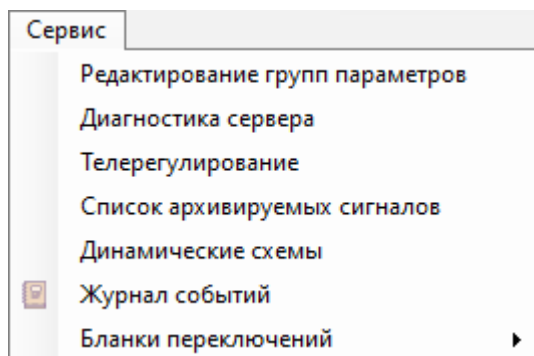 Сервис
Редактирование групп параметров
Диагностика сервера
Телерегулирование
Список архивируемых сигналов
Динамические схемы
Журнал событий
Бланки переключений